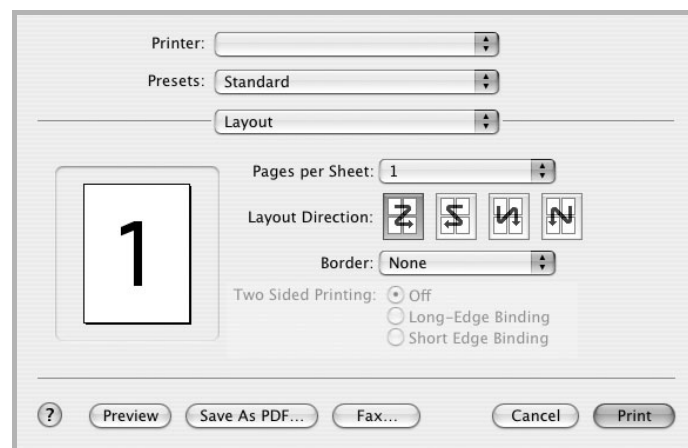 Printer:
Presets: Standard
Layout
Pages per Sheet: 1
Layout Direction:
1
Border: None
Two Sided Printing: Off
Long-Edge Binding
Short Edge Binding
? Preview Save As PDF... Fax... Cancel Print